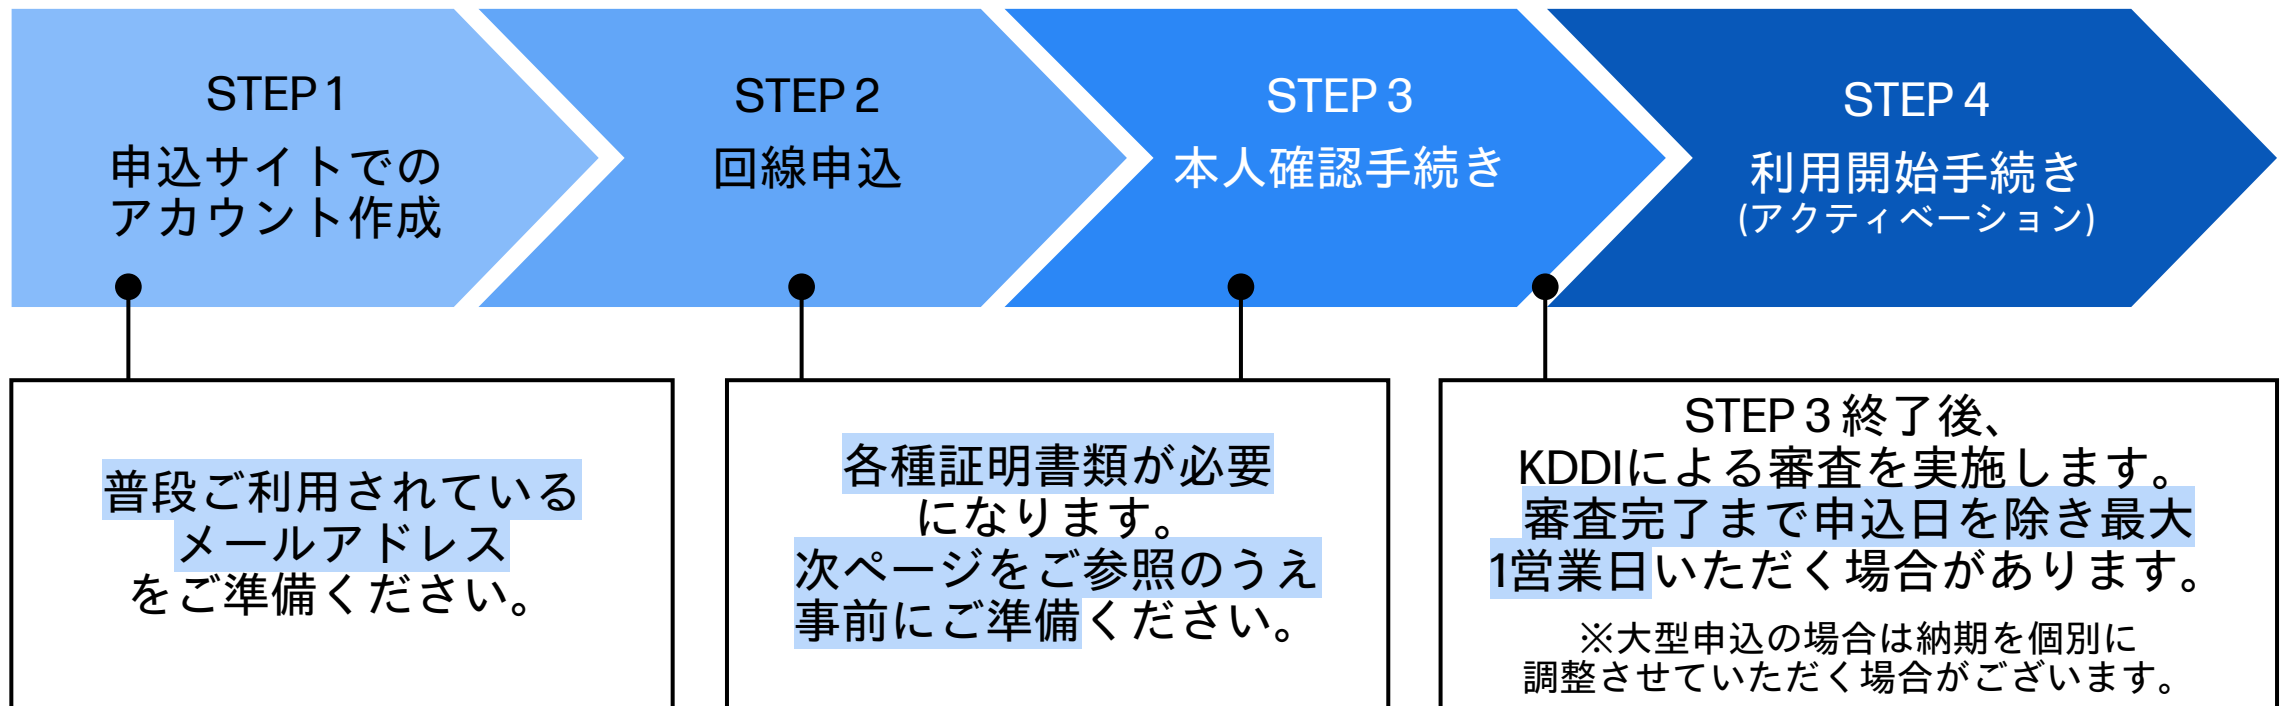 STEP 1
申込サイトでの
アカウント作成
STEP 2
回線申込
STEP 3
本人確認手続き
STEP 4
利用開始手続き
(アクティベーション)
普段ご利用されている
メールアドレス
をご準備ください。
各種証明書類が必要
になります。
次ページをご参照のうえ
事前にご準備ください。
STEP 3 終了後、
KDDIによる審査を実施します。
審査完了まで申込日を除き最大
1営業日いただく場合があります。
※大型申込の場合は納期を個別に
調整させていただく場合がございます。